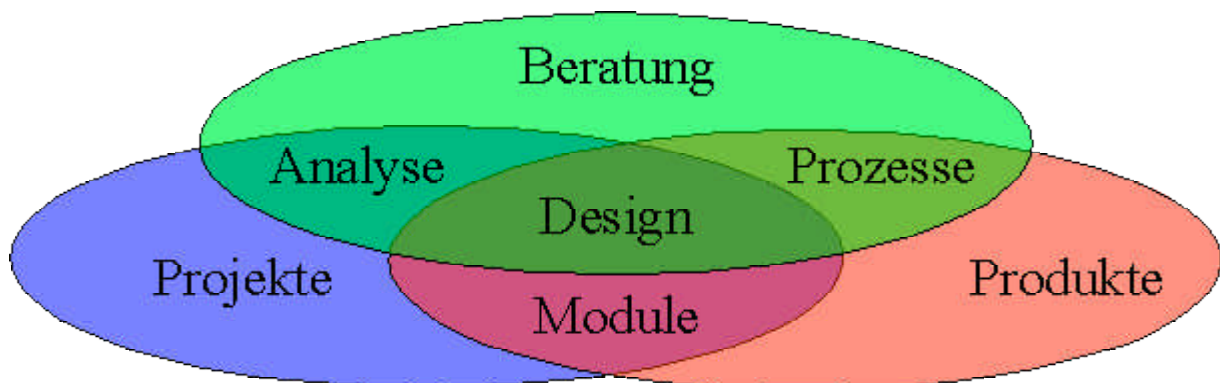 Beratung
Analyse
Prozesse
Design
Projekte
Produkte
Module